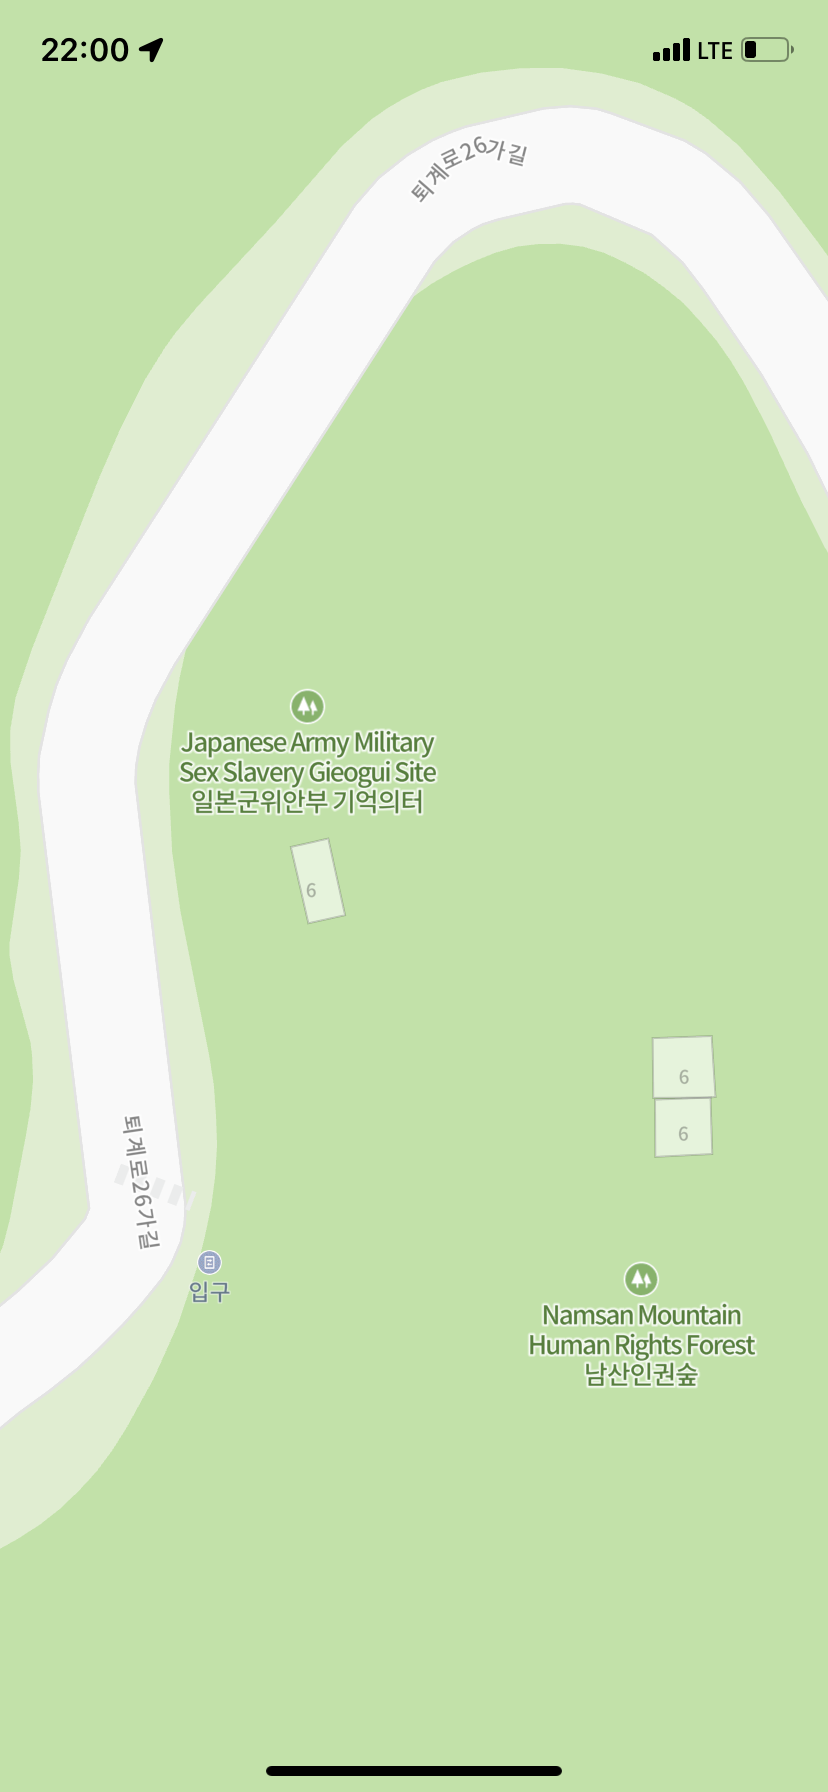 22:00
LTE
퇴계로26가길
Japanese Army Military
Sex Slavery Gieogui Site
일본군위안부 기억의터
6
6
6
퇴계로26가길
입구
Namsan Mountain
Human Rights Forest
남산인권숲